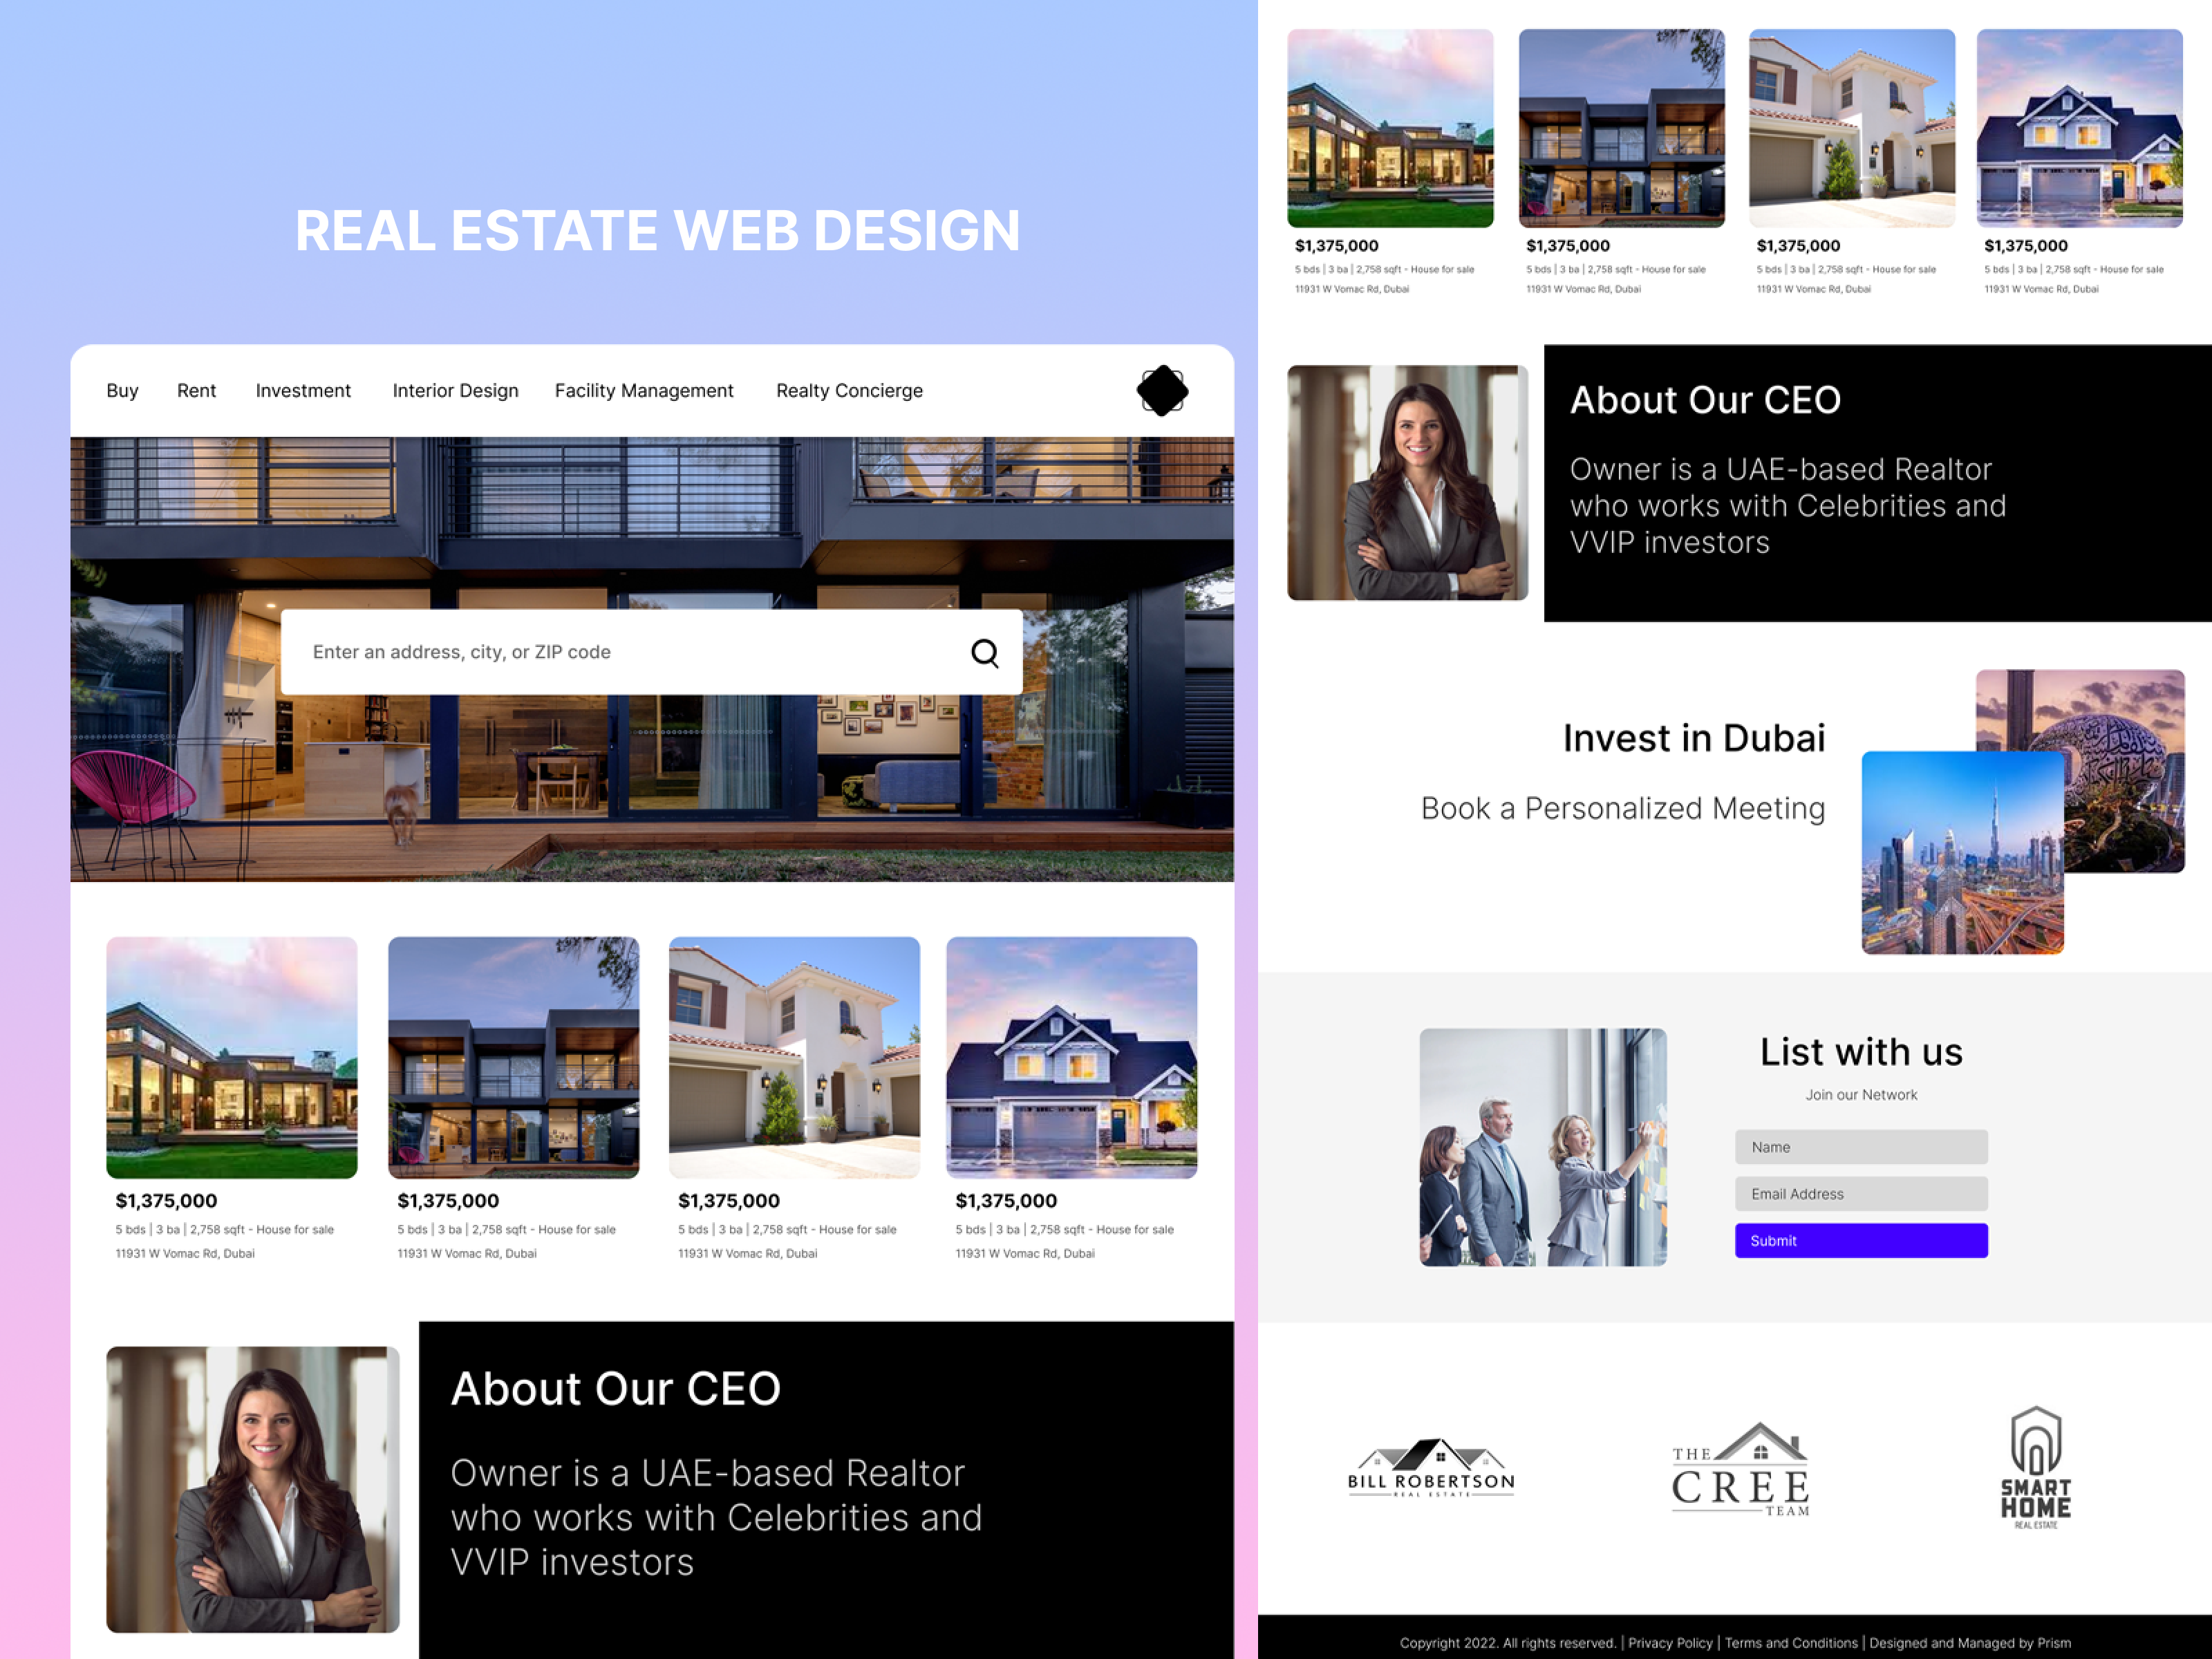 REAL ESTATE WEB DESIGN
Buy Rent Investment Interior Design Facility Management Realty Concierge
Enter an address, city, or ZIP code
$1,375,000
5 bds | 3 ba | 2,758 sqft - House for sale
11931 W Vomac Rd, Dubai
$1,375,000
5 bds | 3 ba | 2,758 sqft - House for sale
11931 W Vomac Rd, Dubai
$1,375,000
5 bds | 3 ba | 2,758 sqft - House for sale
11931 W Vomac Rd, Dubai
$1,375,000
5 bds | 3 ba | 2,758 sqft - House for sale
11931 W Vomac Rd, Dubai
About Our CEO
Owner is a UAE-based Realtor
who works with Celebrities and
VVIP investors
$1,375,000
5 bds | 3 ba | 2,758 sqft - House for sale
11931 W Vomac Rd, Dubai
$1,375,000
5 bds | 3 ba | 2,758 sqft - House for sale
11931 W Vomac Rd, Dubai
$1,375,000
5 bds | 3 ba | 2,758 sqft - House for sale
11931 W Vomac Rd, Dubai
$1,375,000
5 bds | 3 ba | 2,758 sqft - House for sale
11931 W Vomac Rd, Dubai
About Our CEO
Owner is a UAE-based Realtor
who works with Celebrities and
VVIP investors
Invest in Dubai
Book a Personalized Meeting
List with us
Join our Network
Name
Email Address
Submit
BILL ROBERTSON
REAL ESTATE
THE
CREE
TEAM
SMART
HOME
REAL ESTATE
Copyright 2022. All rights reserved. | Privacy Policy | Terms and Conditions | Designed and Managed by Prism